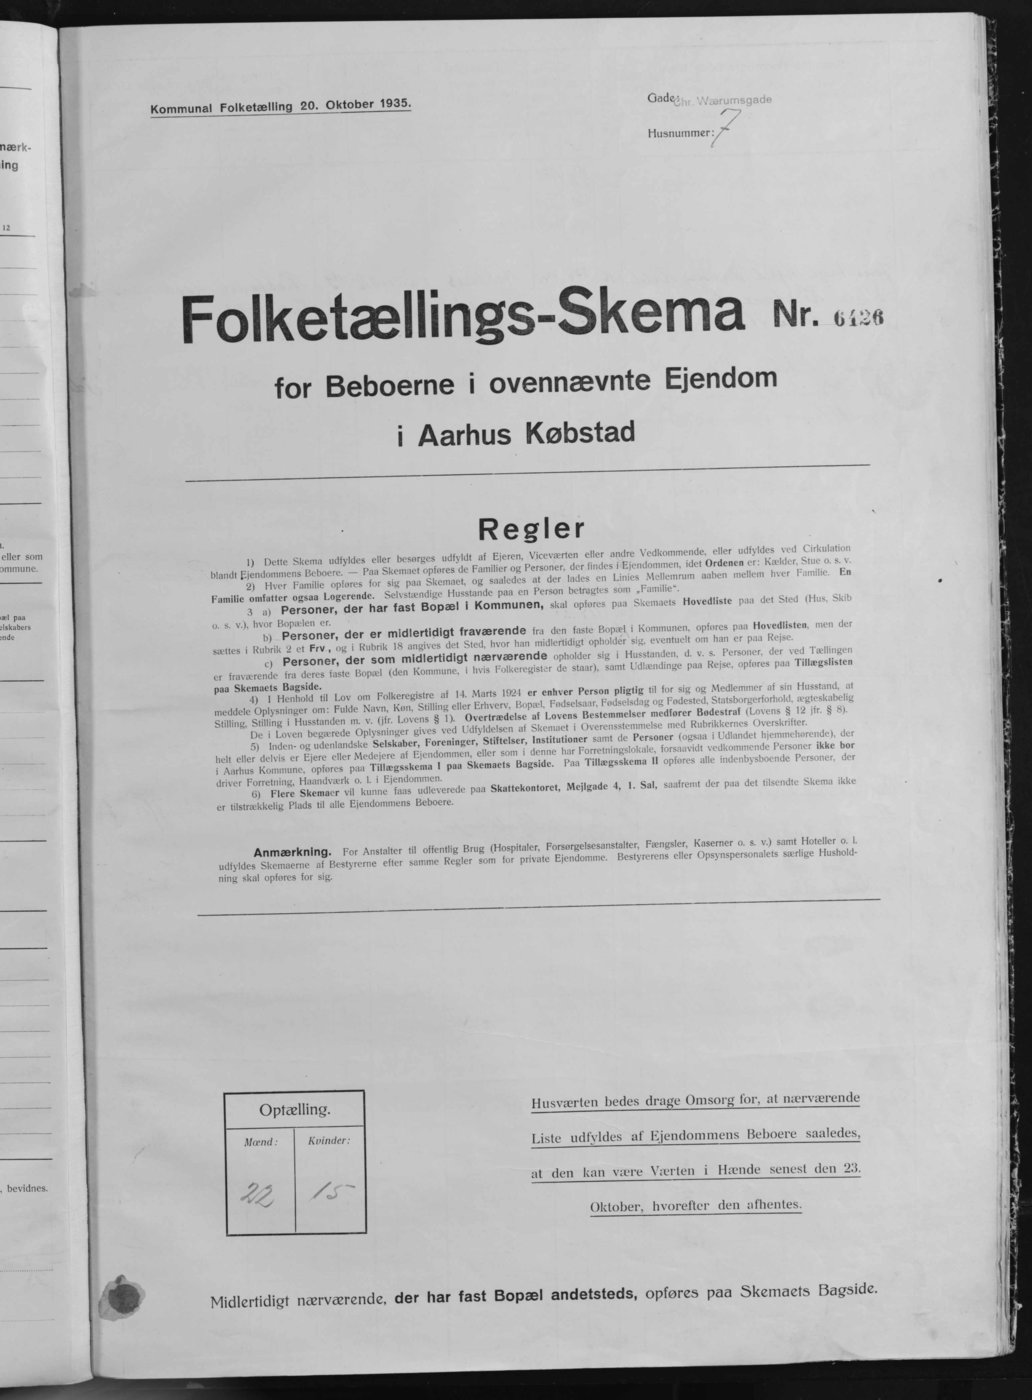 Kommunal Folketælling 20. Oktober 1935.
Gade: Chr. Wærumsgade
Husnummer: 7
Folketællings-Skema Nr. 6426
for Beboerne i ovennævnte Ejendom
i Aarhus Købstad
Regler
1) Dette Skema udfyldes eller besørges udfyldt af Ejeren, Viceværten eller andre Vedkommende, eller udfyldes ved Cirkulation
blandt Ejendommens Beboere. — Paa Skemaet opføres de Familier og Personer, der findes i Ejendommen, idet Ordenen er: Kælder, Stue o. s. v.
2) Hver Familie opføres for sig paa Skemaet, og saaledes at der lades en Linies Mellemrum aaben mellem hver Familie. En
Familie omfatter ogsaa Logerende. Selvstændige Husstande paa en Person betragtes som „Familie“.
3 a) Personer, der har fast Bopæl i Kommunen, skal opføres paa Skemaets Hovedliste paa det Sted (Hus, Skib
o. s. v.), hvor Bopælen er.
b) Personer, der er midlertidigt fraværende fra den faste Bopæl i Kommunen, opføres paa Hovedlisten, men der
sættes i Rubrik 2 et Frv., og i Rubrik 18 angives det Sted, hvor han midlertidigt opholder sig, eventuelt om han er paa Rejse.
c) Personer, der som midlertidigt nærværende opholder sig i Husstanden, d. v. s. Personer, der ved Tællingen
er fraværende fra deres faste Bopæl (den Kommune, i hvis Folkeregister de staar), samt Udlændinge paa Rejse, opføres paa Tillægslisten
paa Skemaets Bagside.
4) I Henhold til Lov om Folkeregistre af 14. Marts 1924 er enhver Person pligtig til for sig og Medlemmer af sin Husstand, at
meddele Oplysninger om: Fulde Navn, Køn, Stilling eller Erhverv, Bopæl, Fødselsaar, Fødselsdag og Fødested, Statsborgerforhold, ægteskabelig
Stilling, Stilling i Husstanden m. v. (jfr. Lovens § 1). Overtrædelse af Lovens Bestemmelser medfører Bødestraf (Lovens § 12 jfr. § 8).
De i Loven begærede Oplysninger gives ved Udfyldelsen af Skemaet i Overensstemmelse med Rubrikkernes Overskrifter.
5) Inden- og udenlandske Selskaber, Foreninger, Stiftelser, Institutioner samt de Personer (ogsaa i Udlandet hjemmehørende), der
helt eller delvis er Ejere eller Medejere af Ejendommen, eller som i denne har Forretningslokale, forsaavidt vedkommende Personer ikke bor
i Aarhus Kommune, opføres paa Tillægsskema I paa Skemaets Bagside. Paa Tillægsskema II opføres alle indenbysboende Personer, der
driver Forretning, Haandværk o. l. i Ejendommen.
6) Flere Skemaer vil kunne faas udleverede paa Skattekontoret, Mejlgade 4, 1. Sal, saafremt der paa det tilsendte Skema ikke
er tilstrækkelig Plads til alle Ejendommens Beboere.
Anmærkning. For Anstalter til offentlig Brug (Hospitaler, Forsørgelsesanstalter, Fængsler, Kaserner o. s. v.) samt Hoteller o. l.
udfyldes Skemaerne af Bestyrerne efter samme Regler som for private Ejendomme. Bestyrerens eller Opsynspersonalets særlige Hushold-
ning skal opføres for sig.
Optælling.
Mænd: Kvinder:
22 15
Husværten bedes drage Omsorg for, at nærværende
Liste udfyldes af Ejendommens Beboere saaledes,
at den kan være Værten i Hænde senest den 23.
Oktober, hvorefter den afhentes.
Midlertidigt nærværende, der har fast Bopæl andetsteds, opføres paa Skemaets Bagside.